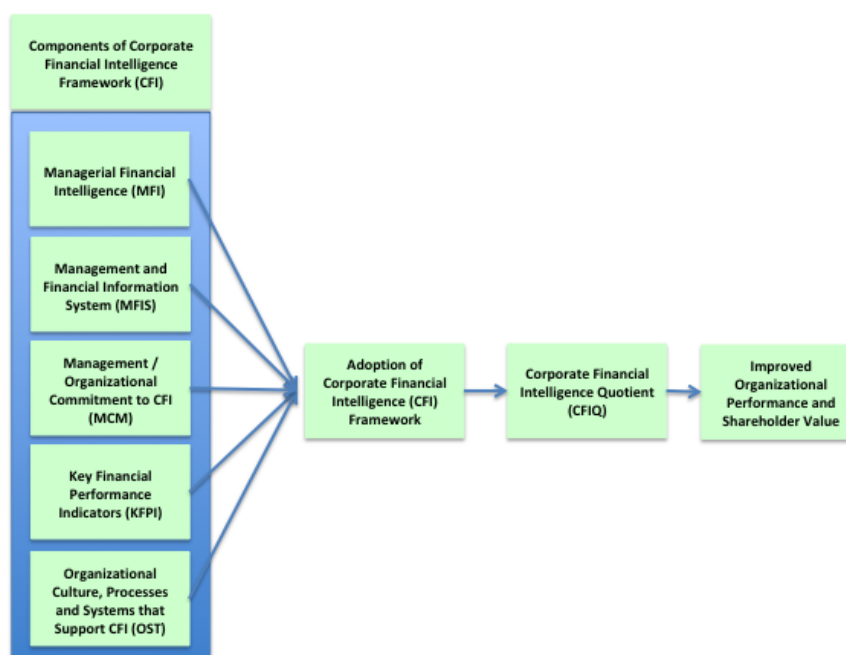 Components of Corporate
Financial Intelligence
Framework (CFI)
Managerial Financial
Intelligence (MFI)
Management and
Financial Information
System (MFIS)
Management /
Organizational
Commitment to CFI
(MCM)
Key Financial
Performance
Indicators (KFPI)
Organizational
Culture, Processes
and Systems that
Support CFI (OST)
Adoption of
Corporate Financial
Intelligence (CFI)
Framework
Corporate Financial
Intelligence Quotient
(CFIQ)
Improved
Organizational
Performance and
Shareholder Value